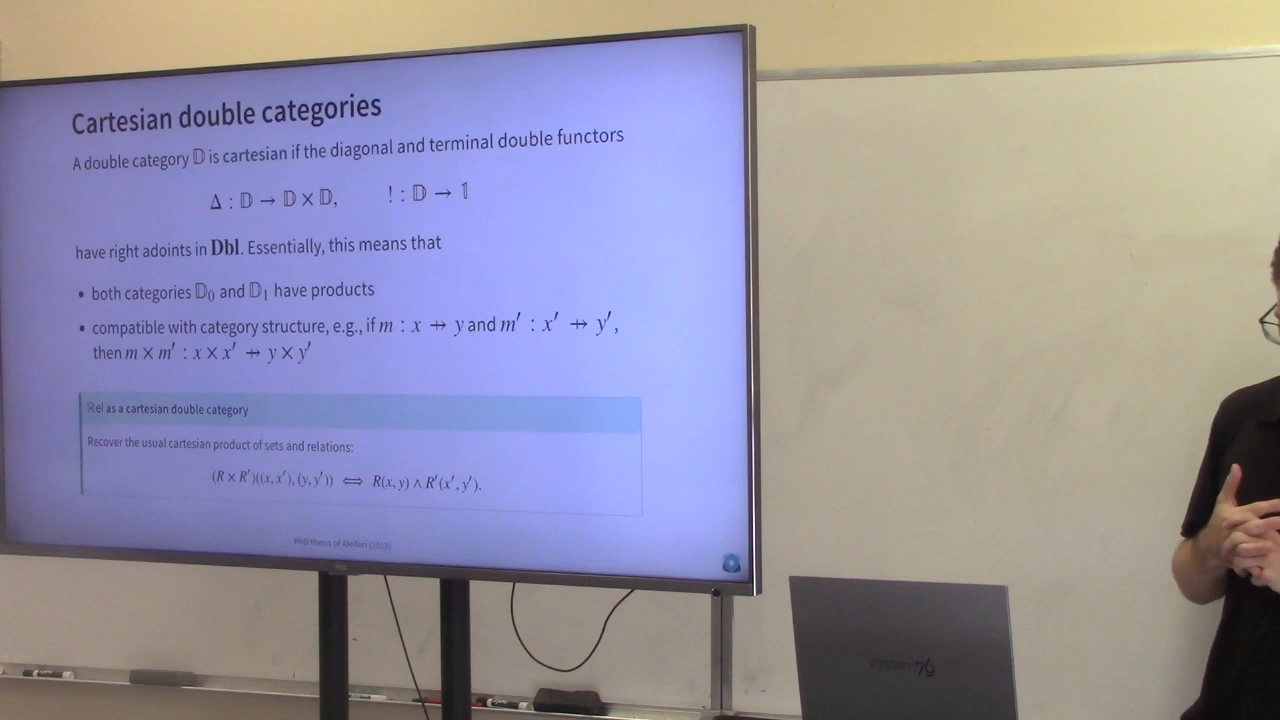 Cartesian double categories
A double category 𝔻 is cartesian if the diagonal and terminal double functors
Δ : 𝔻 → 𝔻 × 𝔻, ! : 𝔻 → 𝟙
have right adoints in Dbl. Essentially, this means that
• both categories 𝔻₀ and 𝔻₁ have products
• compatible with category structure, e.g., if m : x ⇸ y and m′ : x′ ⇸ y′,
then m × m′ : x × x′ ⇸ y × y′
ℝel as a cartesian double category
Recover the usual cartesian product of sets and relations:
(R × R′)((x, x′), (y, y′)) ⟺ R(x, y) ∧ R′(x′, y′).
PhD thesis of Aleiferi (2018)
system76